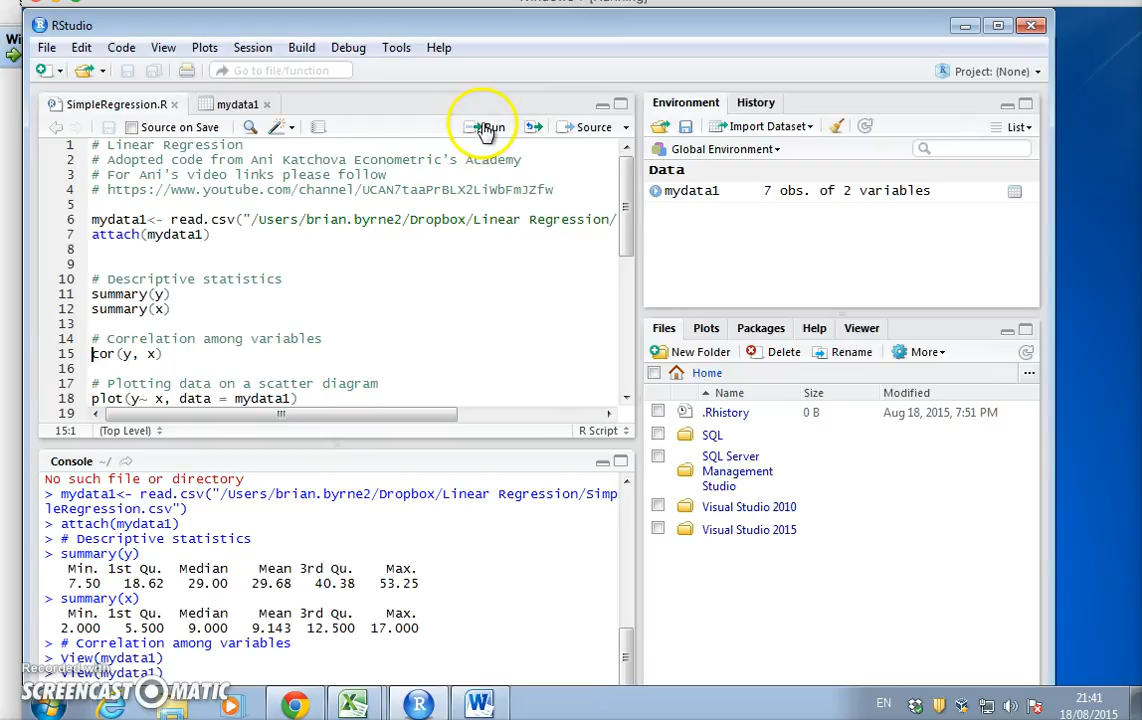 RStudio
File Edit Code View Plots Session Build Debug Tools Help
Go to file/function
Project: (None)
SimpleRegression.R mydata1
Source on Save Run Source
1 # Linear Regression
2 # Adopted code from Ani Katchova Econometric's Academy
3 # For Ani's video links please follow
4 # https://www.youtube.com/channel/UCAN7taaPrBLX2LiWbFmJZfw
5
6 mydata1<- read.csv("/Users/brian.byrne2/Dropbox/Linear Regression/
7 attach(mydata1)
8
9
10 # Descriptive statistics
11 summary(y)
12 summary(x)
13
14 # Correlation among variables
15 cor(y, x)
16
17 # Plotting data on a scatter diagram
18 plot(y~ x, data = mydata1)
19
15:1 (Top Level) R Script
Console ~/
No such file or directory
> mydata1<- read.csv("/Users/brian.byrne2/Dropbox/Linear Regression/Simp
leRegression.csv")
> attach(mydata1)
> # Descriptive statistics
> summary(y)
Min. 1st Qu. Median Mean 3rd Qu. Max.
7.50 18.62 29.00 29.68 40.38 53.25
> summary(x)
Min. 1st Qu. Median Mean 3rd Qu. Max.
2.000 5.500 9.000 9.143 12.500 17.000
> # Correlation among variables
> View(mydata1)
> View(mydata1)
Environment History
Import Dataset List
Global Environment
Data
mydata1 7 obs. of 2 variables
Files Plots Packages Help Viewer
New Folder Delete Rename More
Home
Name Size Modified
.Rhistory 0 B Aug 18, 2015, 7:51 PM
SQL
SQL Server
Management
Studio
Visual Studio 2010
Visual Studio 2015
Recorded with
SCREENCAST MATIC
EN
21:41
18/08/2015